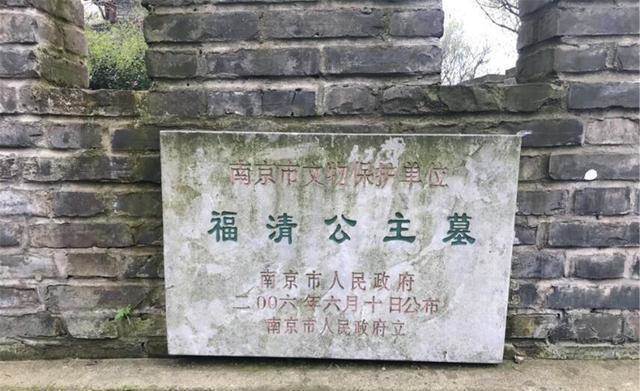 南京市文物保护单位
福清公主墓
南京市人民政府
二00六年六月十日公布
南京市人民政府立